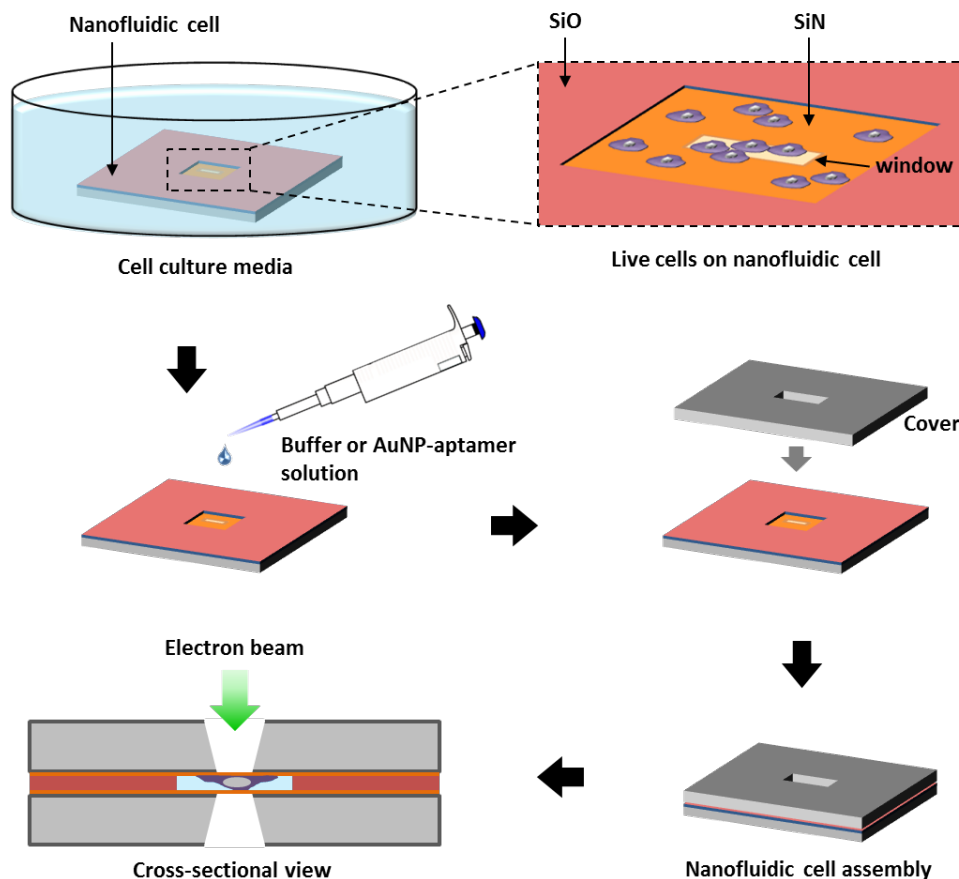 Nanofluidic cell
SiO
SiN
window
Cell culture media
Live cells on nanofluidic cell
Buffer or AuNP-aptamer
solution
Cover
Electron beam
Cross-sectional view
Nanofluidic cell assembly